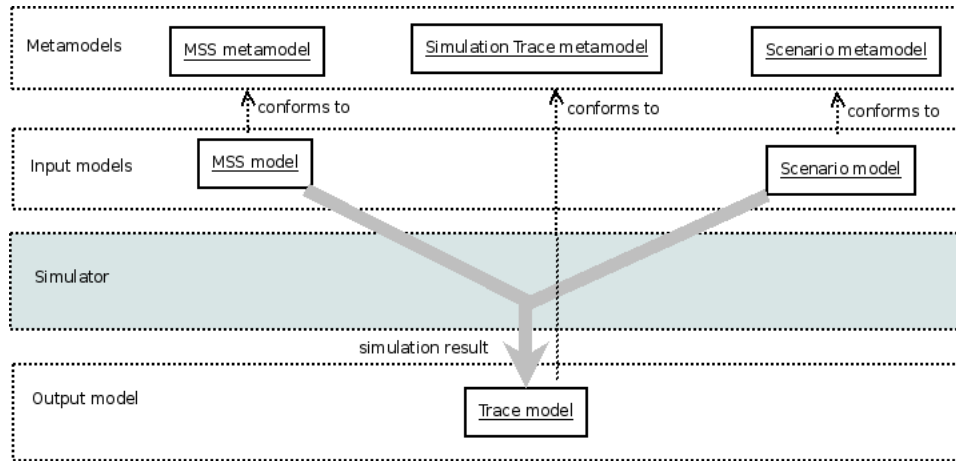 Metamodels
MSS metamodel
Simulation Trace metamodel
Scenario metamodel
conforms to
conforms to
conforms to
Input models
MSS model
Scenario model
Simulator
simulation result
Output model
Trace model